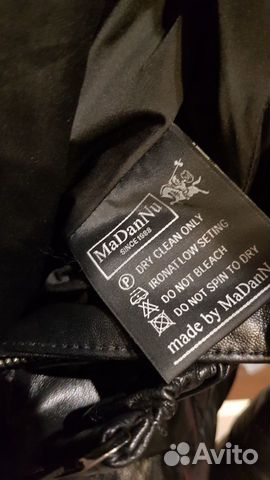 MaDanNu
SINCE 1988
DRY CLEAN ONLY
IRONAT LOW SETING
DO NOT BLEACH
DO NOT SPIN TO DRY
made by MaDanN
Avito